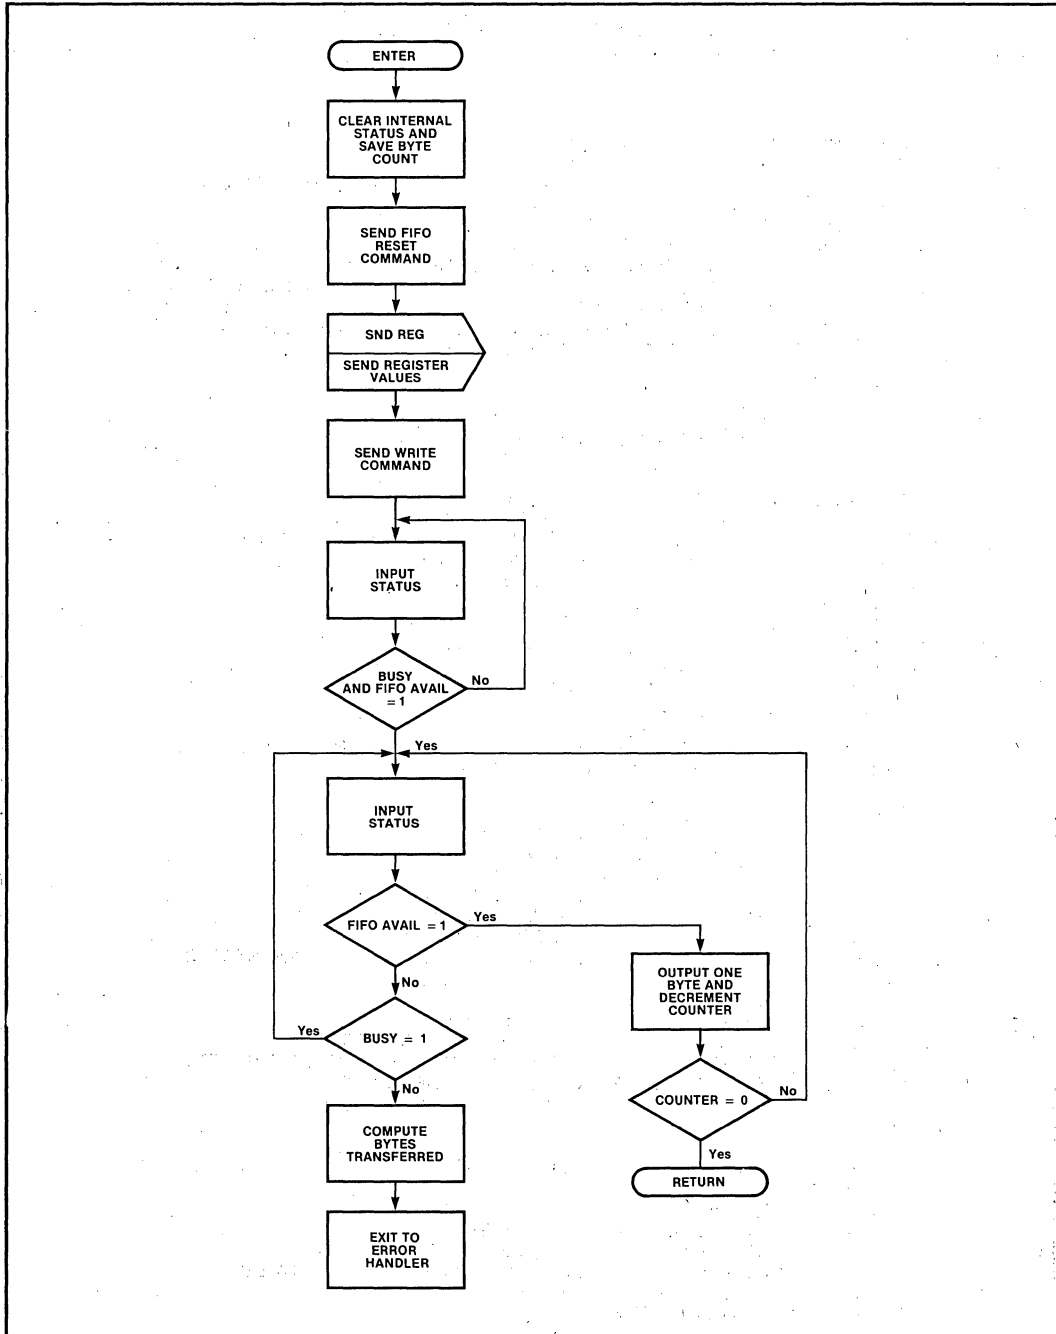 ENTER
CLEAR INTERNAL
STATUS AND
SAVE BYTE
COUNT
SEND FIFO
RESET
COMMAND
SND REG
SEND REGISTER
VALUES
SEND WRITE
COMMAND
INPUT
STATUS
BUSY
AND FIFO AVAIL
= 1
No
Yes
INPUT
STATUS
FIFO AVAIL = 1
Yes
No
OUTPUT ONE
BYTE AND
DECREMENT
COUNTER
BUSY = 1
Yes
No
COUNTER = 0
No
Yes
COMPUTE
BYTES
TRANSFERRED
RETURN
EXIT TO
ERROR
HANDLER